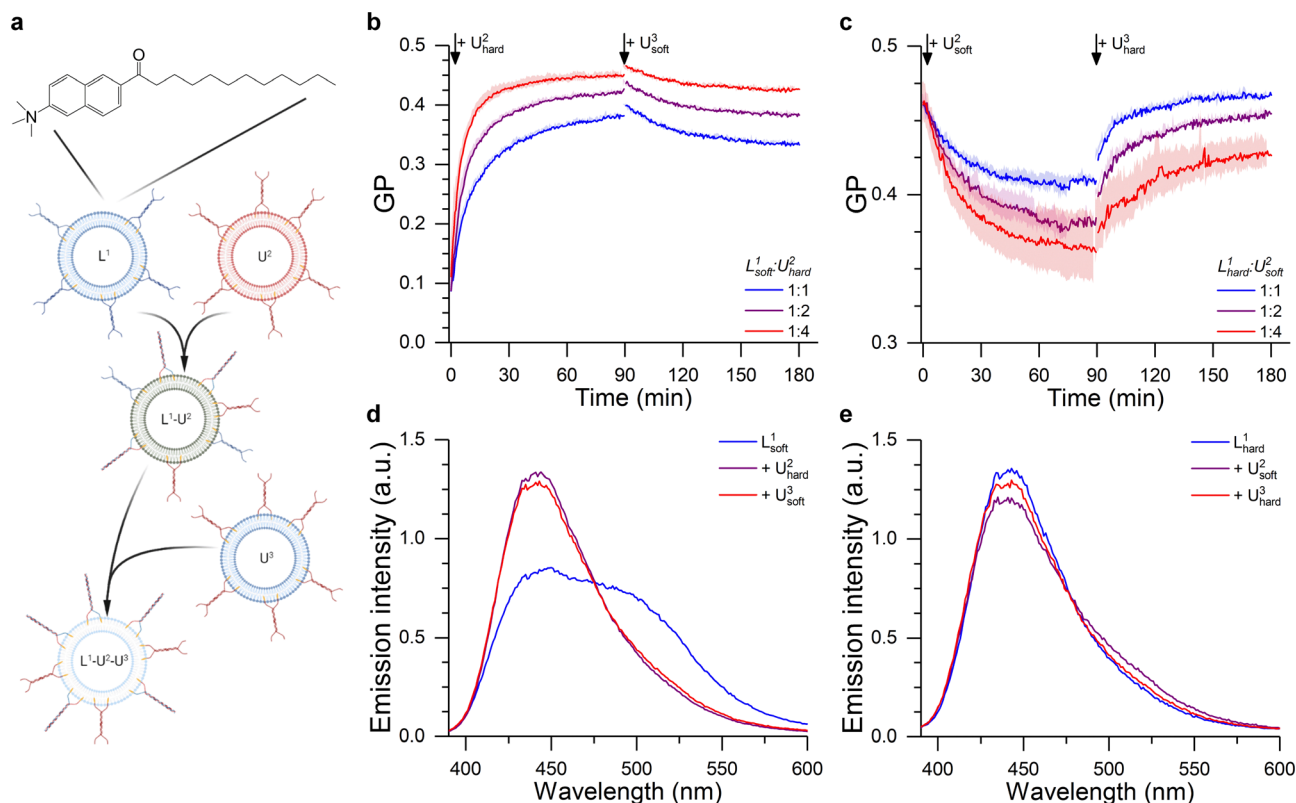 a
O
N
L¹
U²
L¹-U²
U³
L¹-U²-U³
b
+ U²hard
+ U³soft
GP
0.5
0.4
0.3
0.2
0.1
0.0
L¹soft:U²hard
1:1
1:2
1:4
0 30 60 90 120 150 180
Time (min)
c
+ U²soft
+ U³hard
GP
0.5
0.4
0.3
L¹hard:U²soft
1:1
1:2
1:4
0 30 60 90 120 150 180
Time (min)
d
Emission intensity (a.u.)
1.5
1.0
0.5
0.0
L¹soft
+ U²hard
+ U³soft
400 450 500 550 600
Wavelength (nm)
e
Emission intensity (a.u.)
1.5
1.0
0.5
0.0
L¹hard
+ U²soft
+ U³hard
400 450 500 550 600
Wavelength (nm)